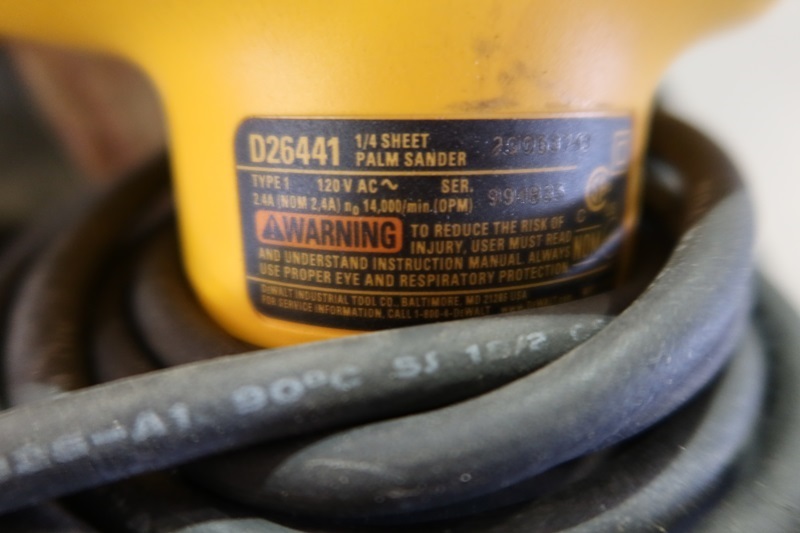 D26441 1/4 SHEET
PALM SANDER
TYPE 1 120 V AC ~ SER.
2.4A (NOM 2,4A) n₀ 14,000/min.(OPM)
⚠WARNING TO REDUCE THE RISK OF
INJURY, USER MUST READ
AND UNDERSTAND INSTRUCTION MANUAL. ALWAYS
USE PROPER EYE AND RESPIRATORY PROTECTION.
DEWALT INDUSTRIAL TOOL CO., BALTIMORE, MD 21286 USA
FOR SERVICE INFORMATION, CALL 1-800-4-DEWALT
-A1 90°C SJ